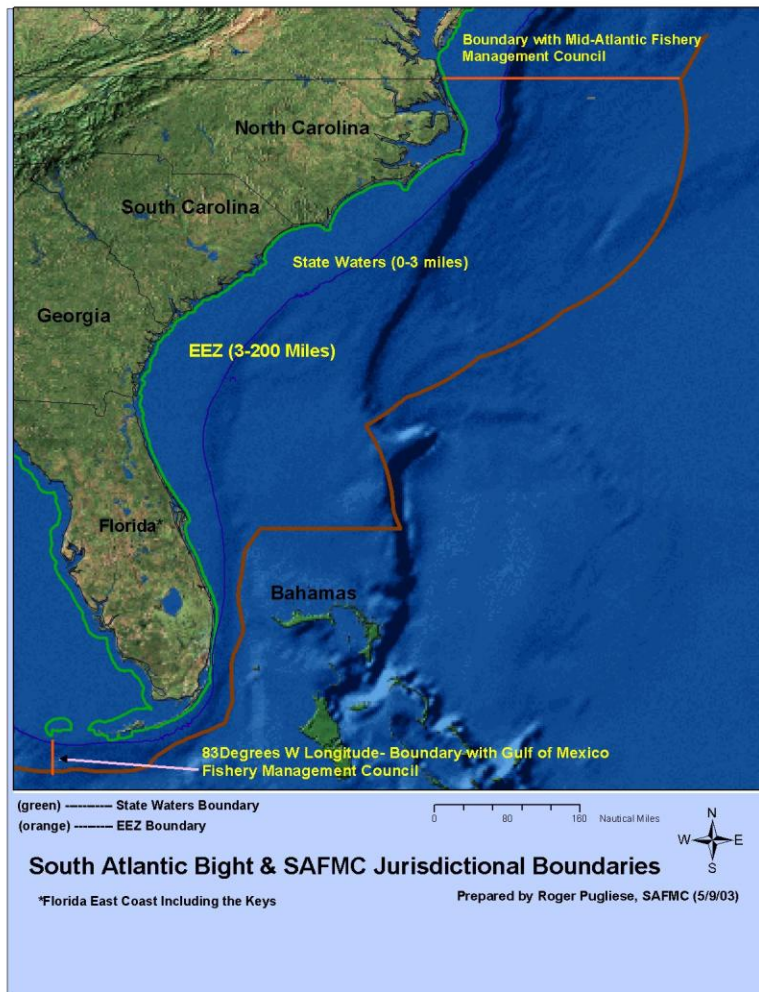 Boundary with Mid-Atlantic Fishery
Management Council
North Carolina
South Carolina
State Waters (0-3 miles)
Georgia
EEZ (3-200 Miles)
Florida*
Bahamas
83Degrees W Longitude- Boundary with Gulf of Mexico
Fishery Management Council
(green) ----------- State Waters Boundary
(orange) --------- EEZ Boundary
0 80 160 Nautical Miles
N
W E
S
South Atlantic Bight & SAFMC Jurisdictional Boundaries
*Florida East Coast Including the Keys
Prepared by Roger Pugliese, SAFMC (5/9/03)